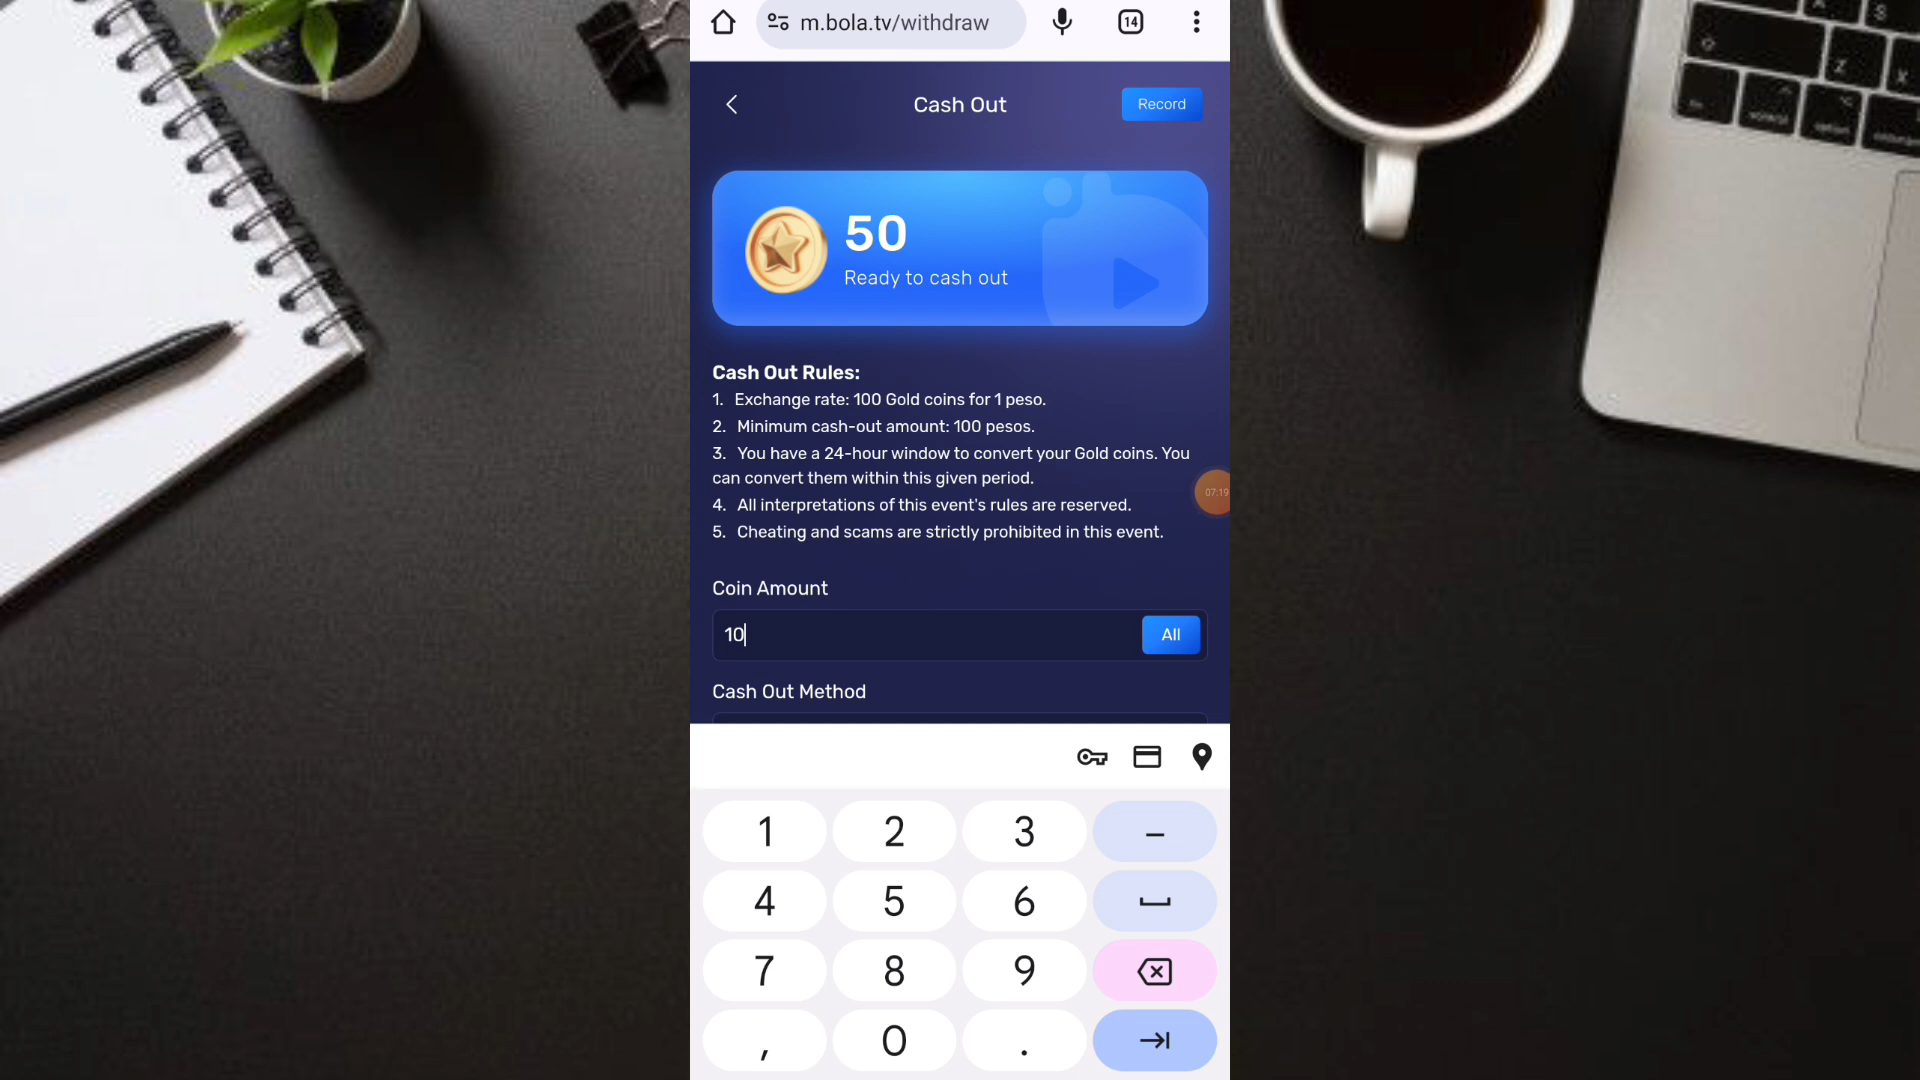 m.bola.tv/withdraw
14
Cash Out
Record
50
Ready to cash out
Cash Out Rules:
1. Exchange rate: 100 Gold coins for 1 peso.
2. Minimum cash-out amount: 100 pesos.
3. You have a 24-hour window to convert your Gold coins. You
can convert them within this given period.
4. All interpretations of this event's rules are reserved.
5. Cheating and scams are strictly prohibited in this event.
07:19
Coin Amount
10
All
Cash Out Method
1 2 3 –
4 5 6
7 8 9
, 0 .